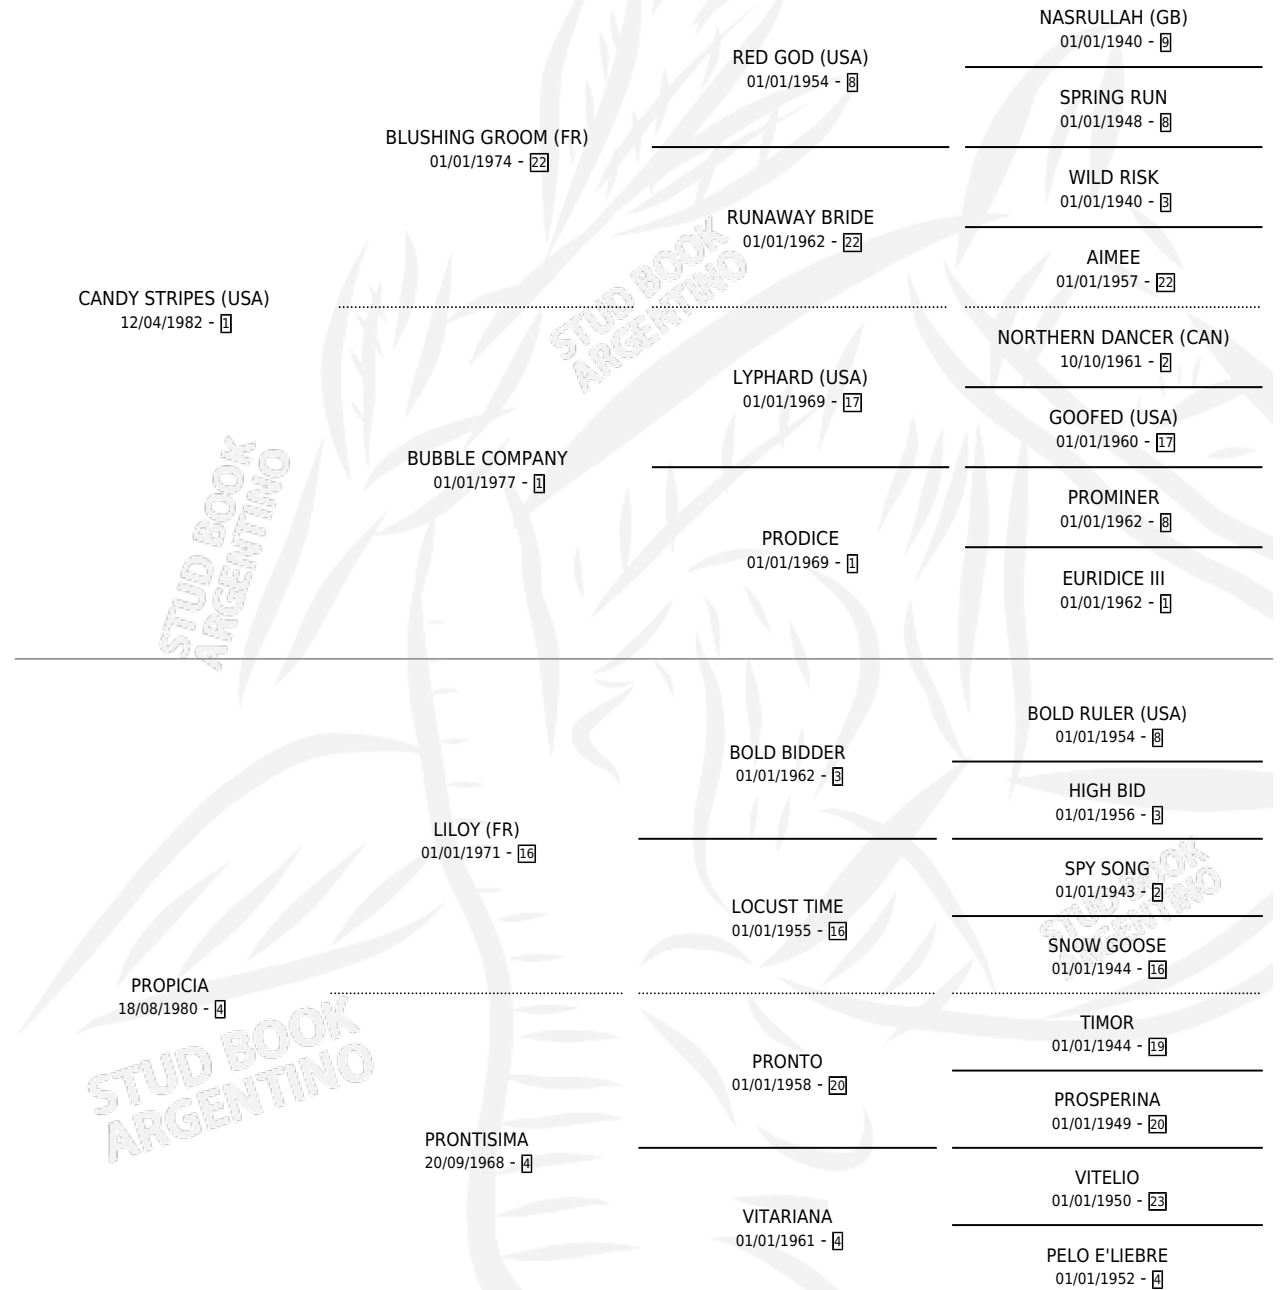 NASRULLAH (GB)
01/01/1940 - 9
RED GOD (USA)
01/01/1954 - 8
SPRING RUN
01/01/1948 - 8
BLUSHING GROOM (FR)
01/01/1974 - 22
WILD RISK
01/01/1940 - 3
RUNAWAY BRIDE
01/01/1962 - 22
AIMEE
01/01/1957 - 22
CANDY STRIPES (USA)
12/04/1982 - 1
NORTHERN DANCER (CAN)
10/10/1961 - 2
LYPHARD (USA)
01/01/1969 - 17
GOOFED (USA)
01/01/1960 - 17
BUBBLE COMPANY
01/01/1977 - 1
PROMINER
01/01/1962 - 8
PRODICE
01/01/1969 - 1
EURIDICE III
01/01/1962 - 1
BOLD RULER (USA)
01/01/1954 - 8
BOLD BIDDER
01/01/1962 - 3
HIGH BID
01/01/1956 - 3
LILOY (FR)
01/01/1971 - 16
SPY SONG
01/01/1943 - 2
LOCUST TIME
01/01/1955 - 16
SNOW GOOSE
01/01/1944 - 16
PROPICIA
18/08/1980 - 4
TIMOR
01/01/1944 - 19
PRONTO
01/01/1958 - 20
PROSPERINA
01/01/1949 - 20
PRONTISIMA
20/09/1968 - 4
VITELIO
01/01/1950 - 23
VITARIANA
01/01/1961 - 4
PELO E'LIEBRE
01/01/1952 - 4
STUD BOOK
ARGENTINO
STUD BOOK
ARGENTINO
STUD BOOK
ARGENTINO
STUD BOOK
ARGENTINO